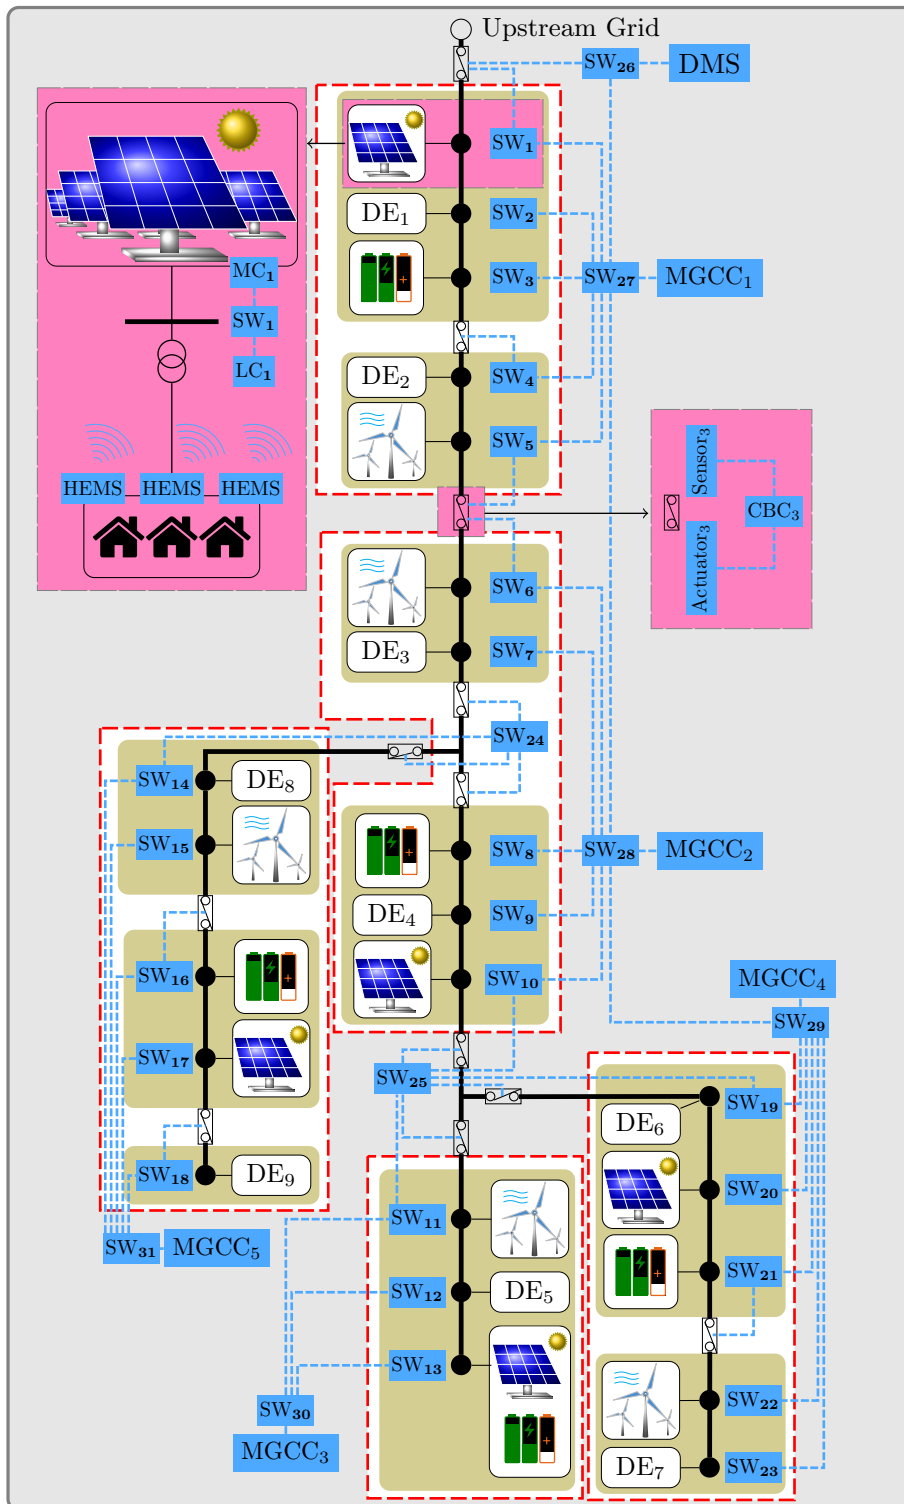 Upstream Grid
SW26
DMS
SW1
DE1
SW2
MC1
SW3
SW27
MGCC1
SW1
LC1
DE2
SW4
SW5
Sensor3
HEMS
HEMS
HEMS
CBC3
Actuator3
SW6
DE3
SW7
SW24
SW14
DE8
SW15
SW8
SW28
MGCC2
DE4
SW9
SW16
SW10
MGCC4
SW29
SW17
SW25
SW19
DE6
SW18
DE9
SW20
SW11
SW31
MGCC5
SW21
SW12
DE5
SW13
SW30
SW22
MGCC3
DE7
SW23